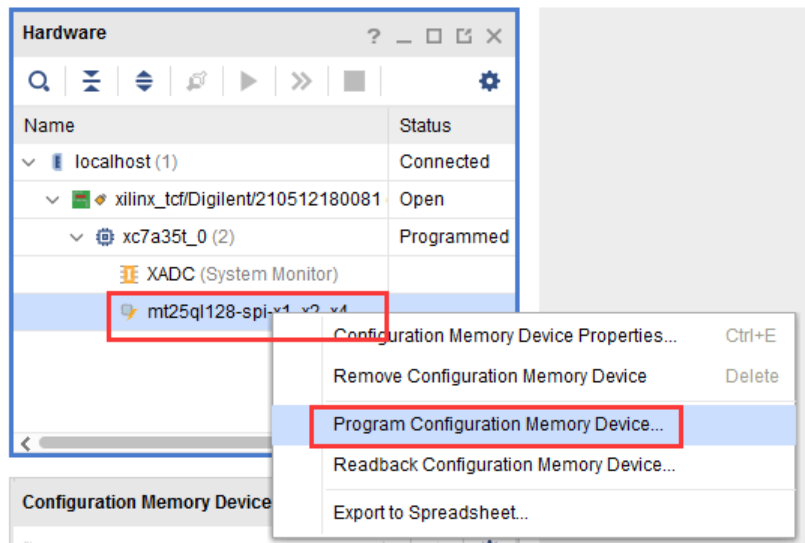 Hardware
Name Status
localhost (1) Connected
xilinx_tcf/Digilent/210512180081 Open
xc7a35t_0 (2) Programmed
XADC (System Monitor)
mt25ql128-spi-x1_x2_x4
Configuration Memory Device Properties... Ctrl+E
Remove Configuration Memory Device Delete
Program Configuration Memory Device...
Readback Configuration Memory Device...
Configuration Memory Device
Export to Spreadsheet...